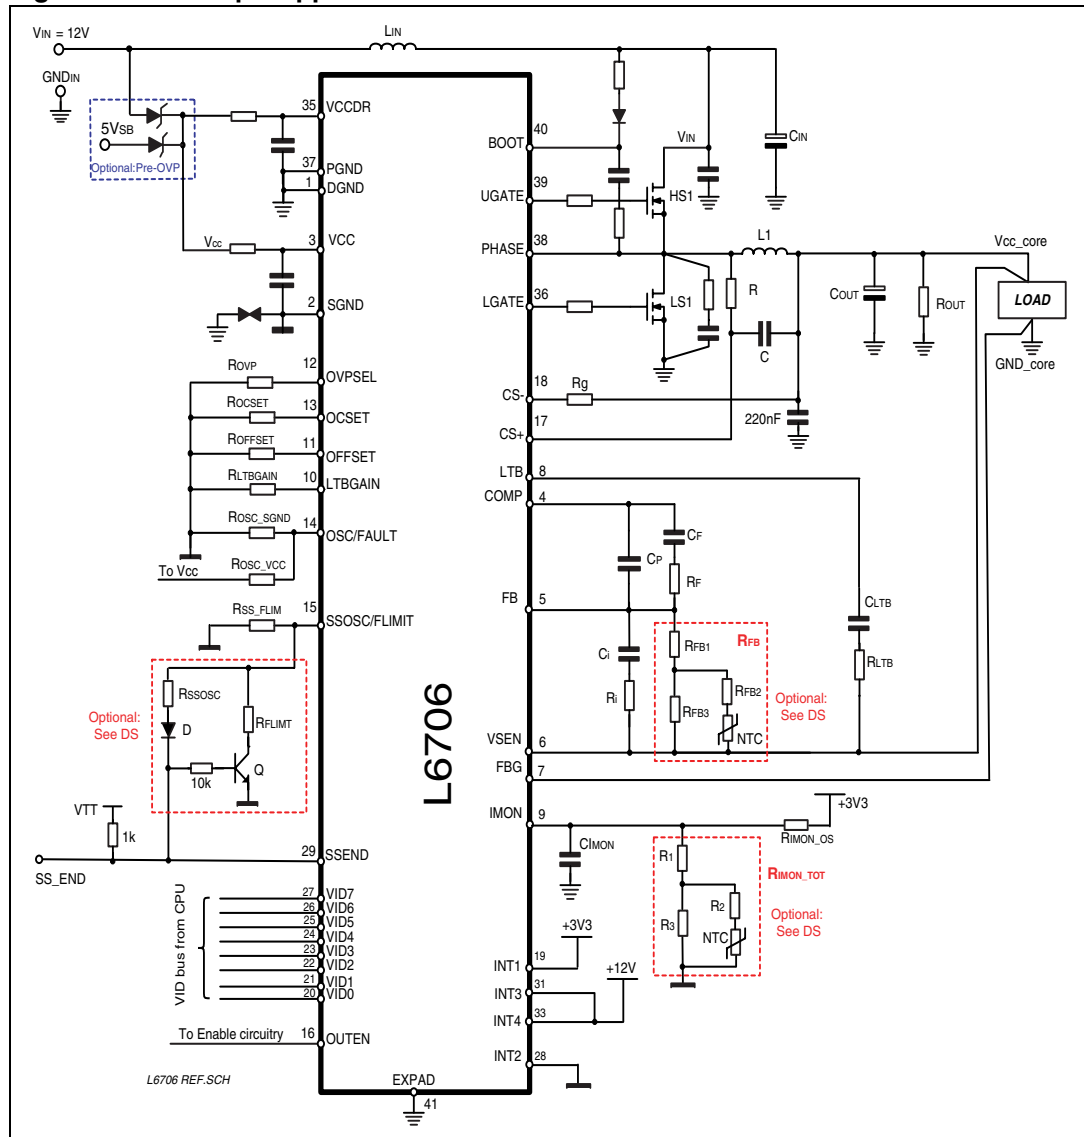 VIN = 12V
LIN
GNDIN
5VSB
Optional:Pre-OVP
35
VCCDR
37
PGND
1
DGND
Vcc
3
VCC
2
SGND
ROVP
12
OVPSEL
ROCSET
13
OCSET
ROFFSET
11
OFFSET
RLTBGAIN
10
LTBGAIN
ROSC_SGND
14
OSC/FAULT
To Vcc
ROSC_VCC
RSS_FLIM
15
SSOSC/FLIMIT
Optional:
See DS
RSSOSC
D
RFLIMT
10k
Q
VTT
1k
SS_END
29
SSEND
VID bus from CPU
27
VID7
26
VID6
25
VID5
24
VID4
23
VID3
22
VID2
21
VID1
20
VID0
To Enable circuitry
16
OUTEN
L6706 REF.SCH
L6706
EXPAD
41
BOOT
40
VIN
CIN
UGATE
39
HS1
PHASE
38
L1
Vcc_core
LGATE
36
LS1
R
C
COUT
ROUT
LOAD
GND_core
CS-
18
Rg
220nF
CS+
17
LTB
8
COMP
4
CF
CP
RF
FB
5
CLTB
RLTB
Ci
Ri
RFB1
RFB
RFB2
RFB3
NTC
Optional:
See DS
VSEN
6
FBG
7
IMON
9
+3V3
RIMON_OS
CIMON
R1
RIMON_TOT
R2
R3
NTC
Optional:
See DS
+3V3
INT1
19
+12V
INT3
31
INT4
33
INT2
28